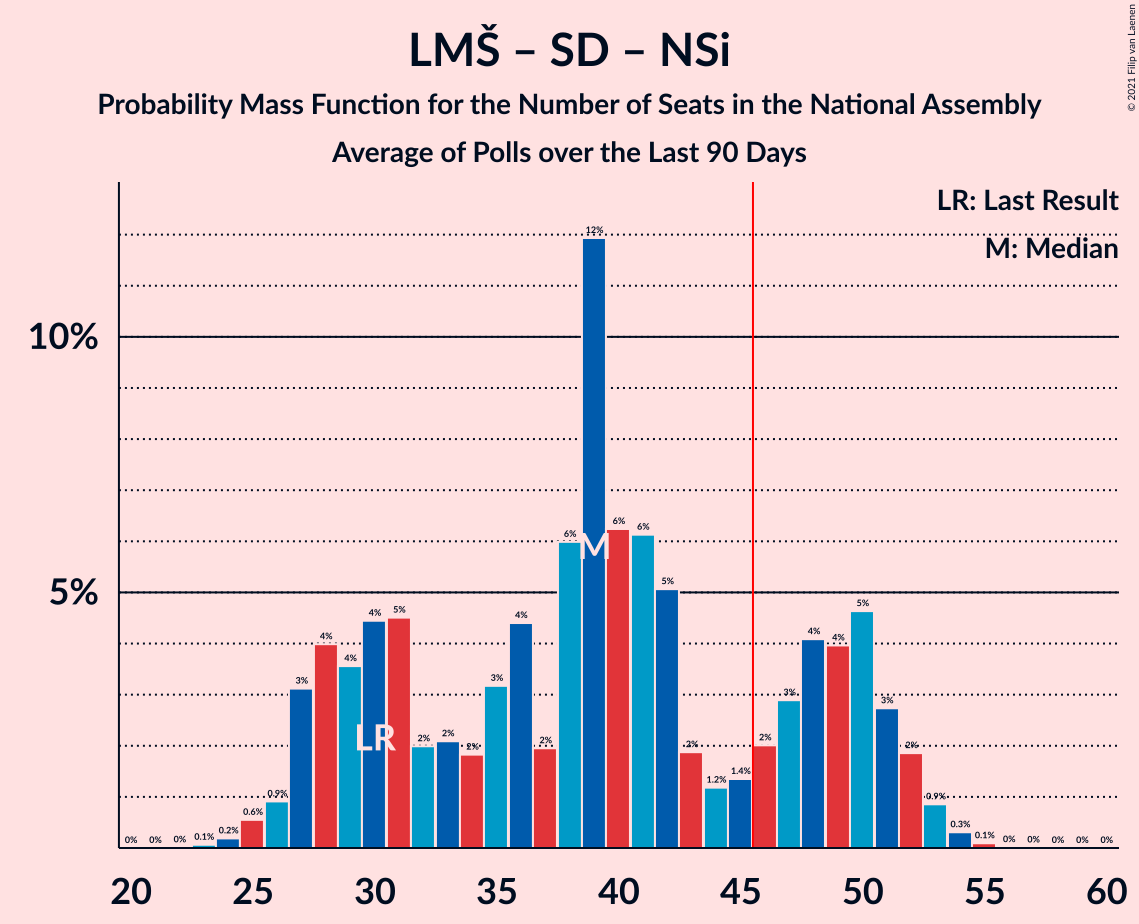 © 2021 Filip van Laenen
LMŠ – SD – NSi
Probability Mass Function for the Number of Seats in the National Assembly
Average of Polls over the Last 90 Days
LR: Last Result
M: Median
10%
5%
0% 0% 0% 0.1% 0.2% 0.6% 0.9% 3% 4% 4% 4% 5% 2% 2% 2% 3% 4% 2% 6% 12% 6% 6% 5% 2% 1.2% 1.4% 2% 3% 4% 4% 5% 3% 2% 0.9% 0.3% 0.1% 0% 0% 0% 0% 0%
M
LR
20 25 30 35 40 45 50 55 60